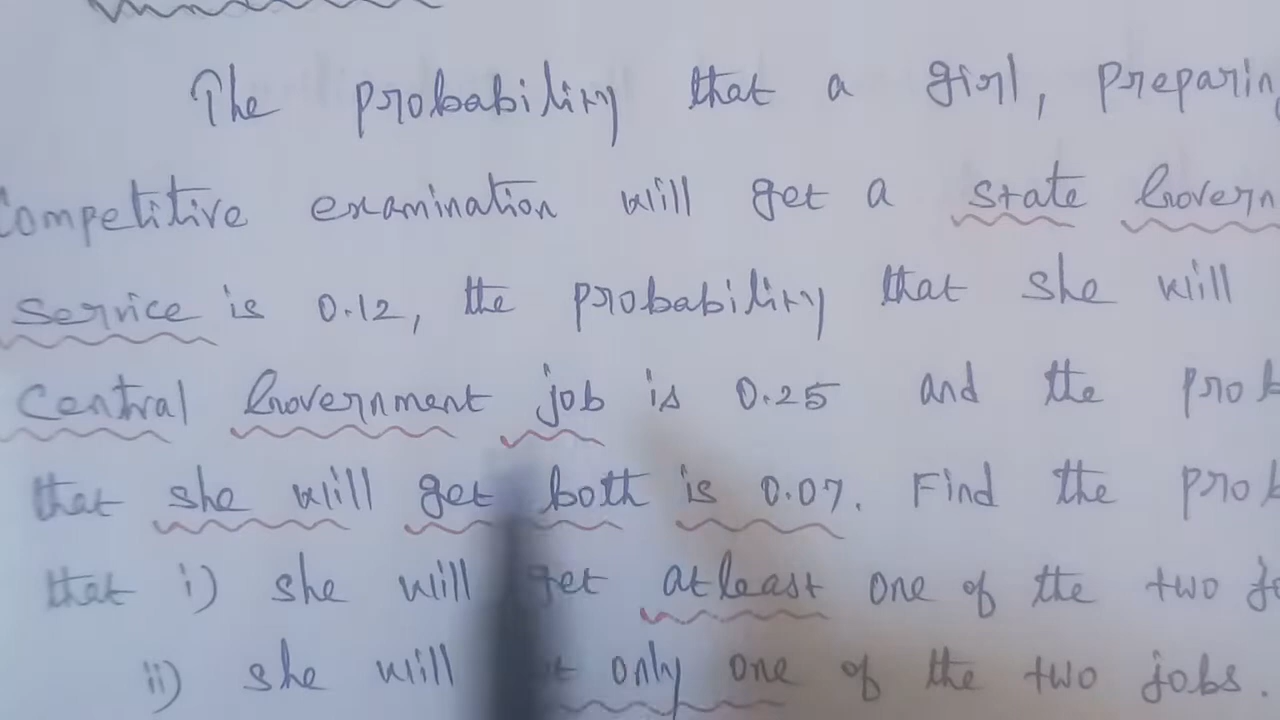 The probability that a girl, preparing
Competitive examination will get a State Govern
Service is 0.12, the probability that she will
Central Government job is 0.25 and the prob
that she will get both is 0.07. Find the prob
that i) she will get atleast one of the two jo
ii) she will only one of the two jobs.